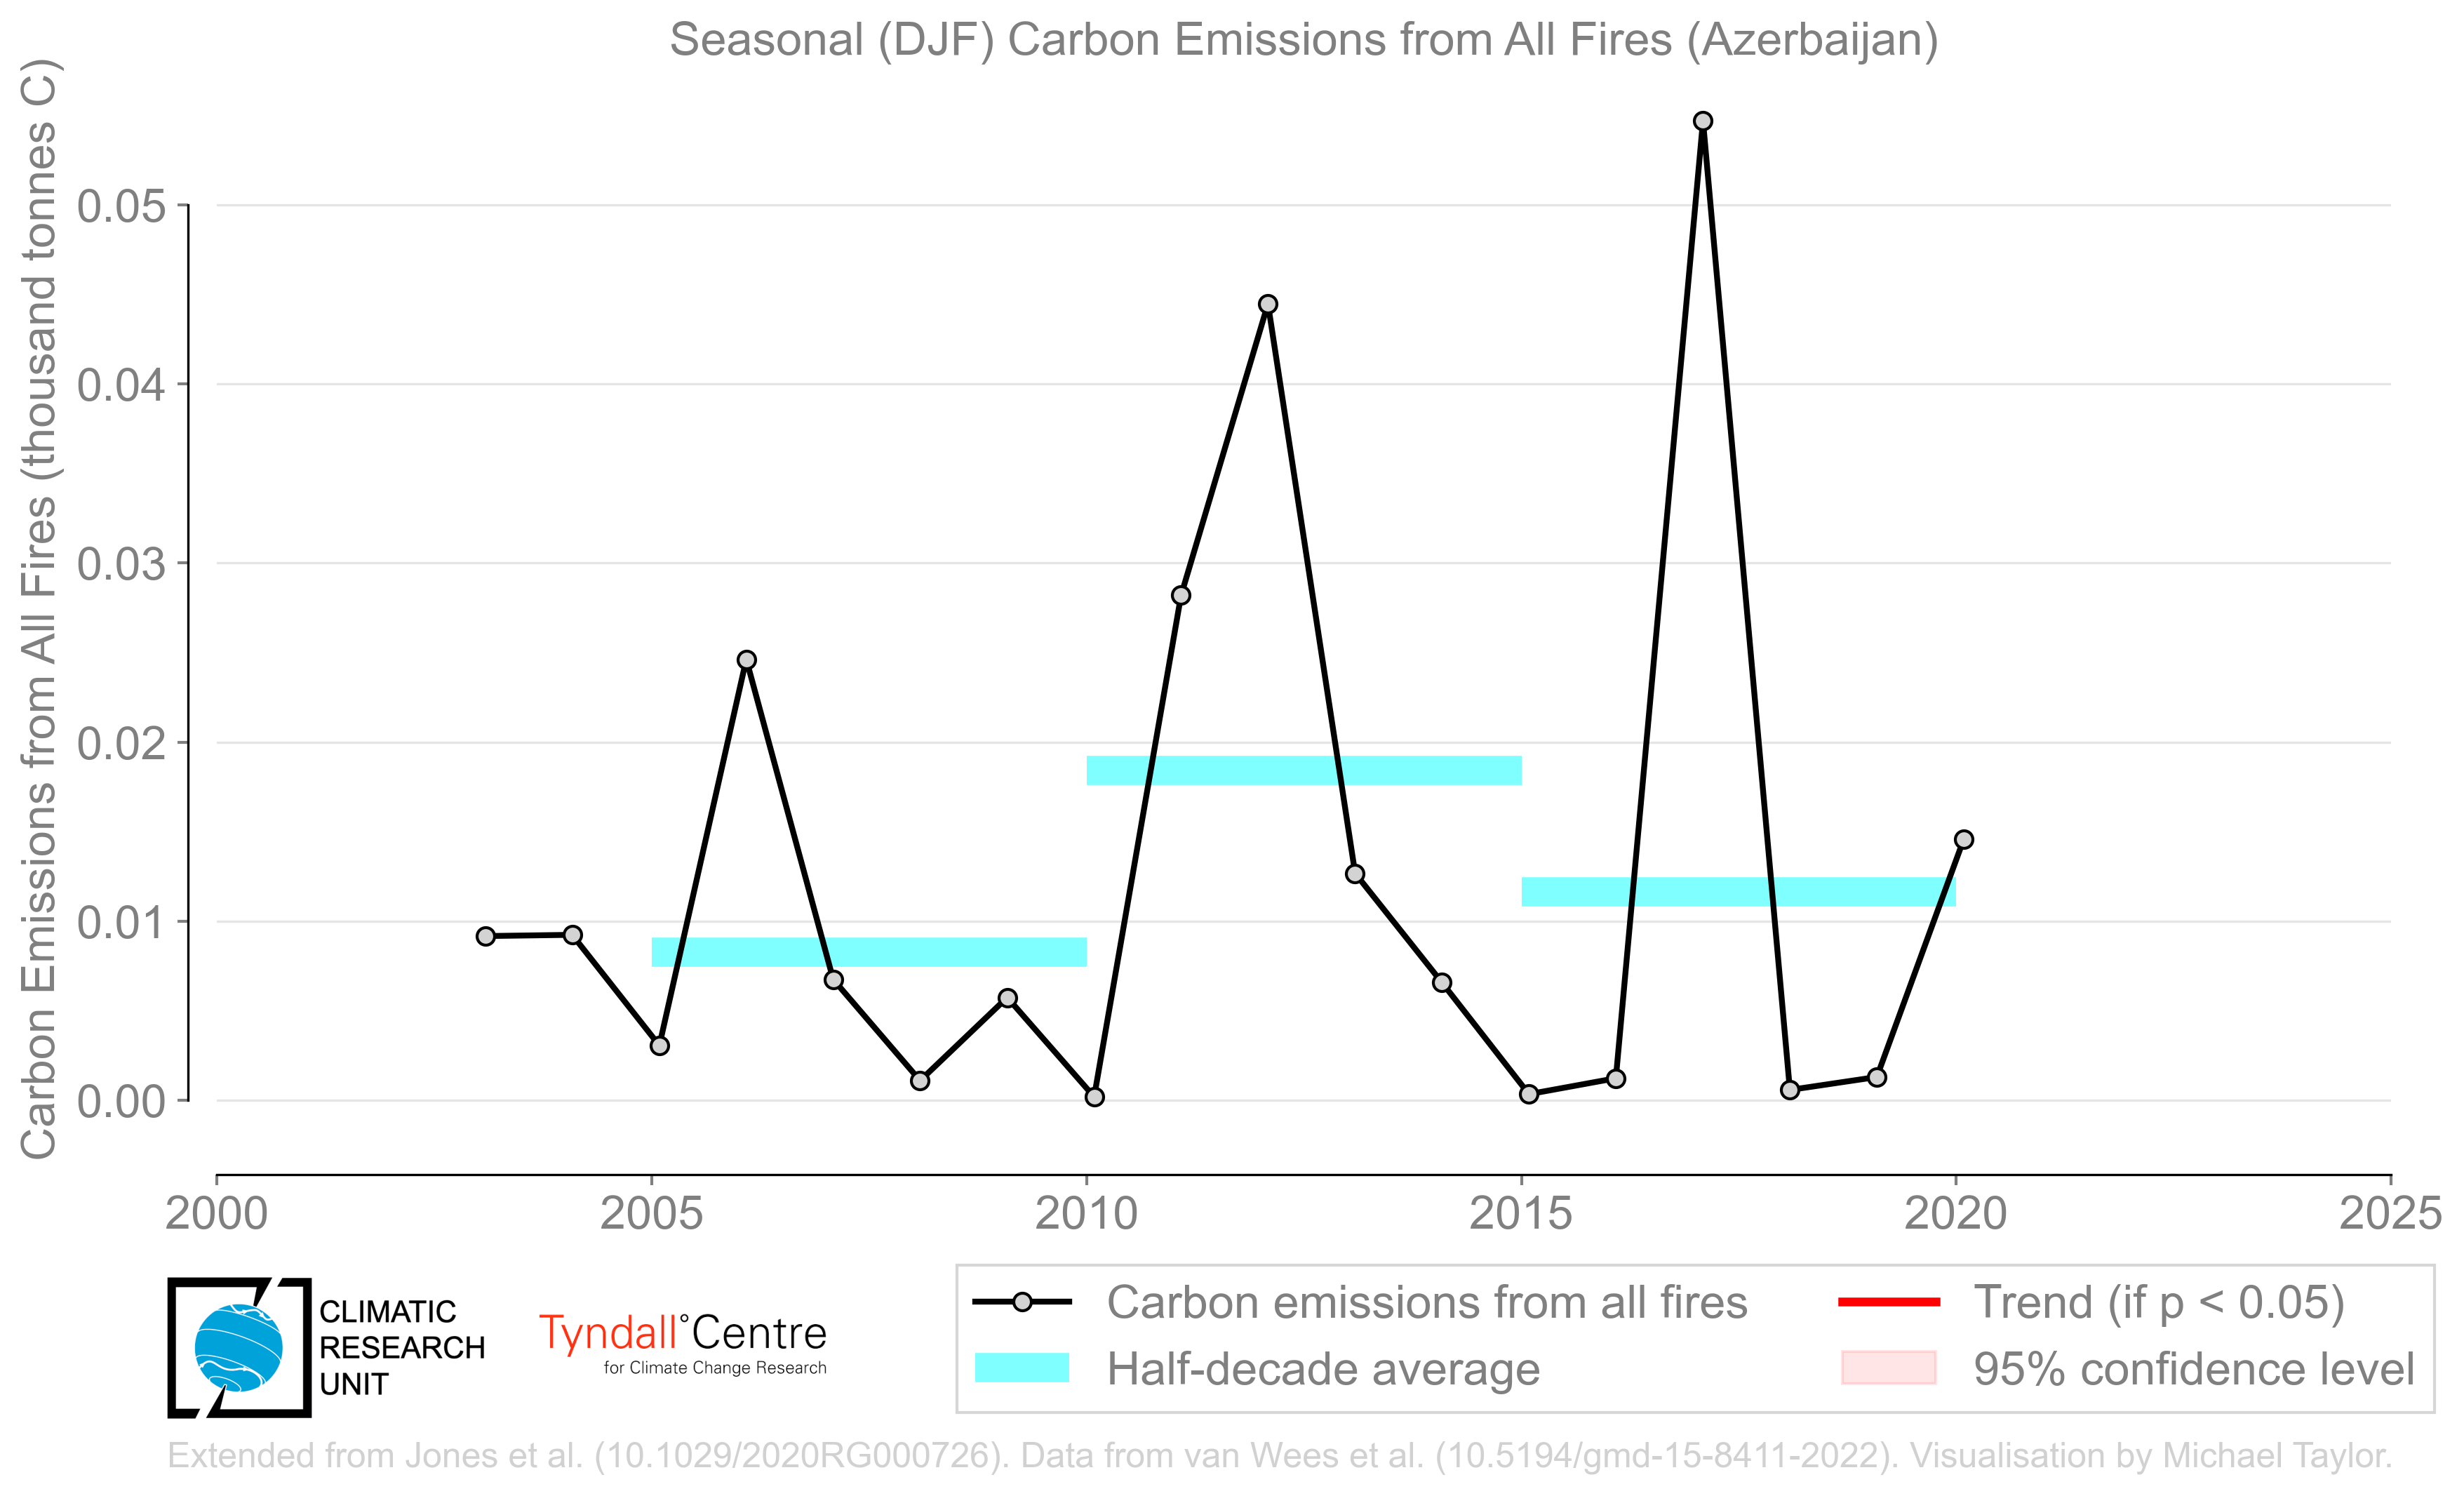 Seasonal (DJF) Carbon Emissions from All Fires (Azerbaijan)
Carbon Emissions from All Fires (thousand tonnes C)
0.05
0.04
0.03
0.02
0.01
0.00
2000 2005 2010 2015 2020 2025
CLIMATIC
RESEARCH
UNIT
Tyndall°Centre
for Climate Change Research
Carbon emissions from all fires
Half-decade average
Trend (if p < 0.05)
95% confidence level
Extended from Jones et al. (10.1029/2020RG000726). Data from van Wees et al. (10.5194/gmd-15-8411-2022). Visualisation by Michael Taylor.